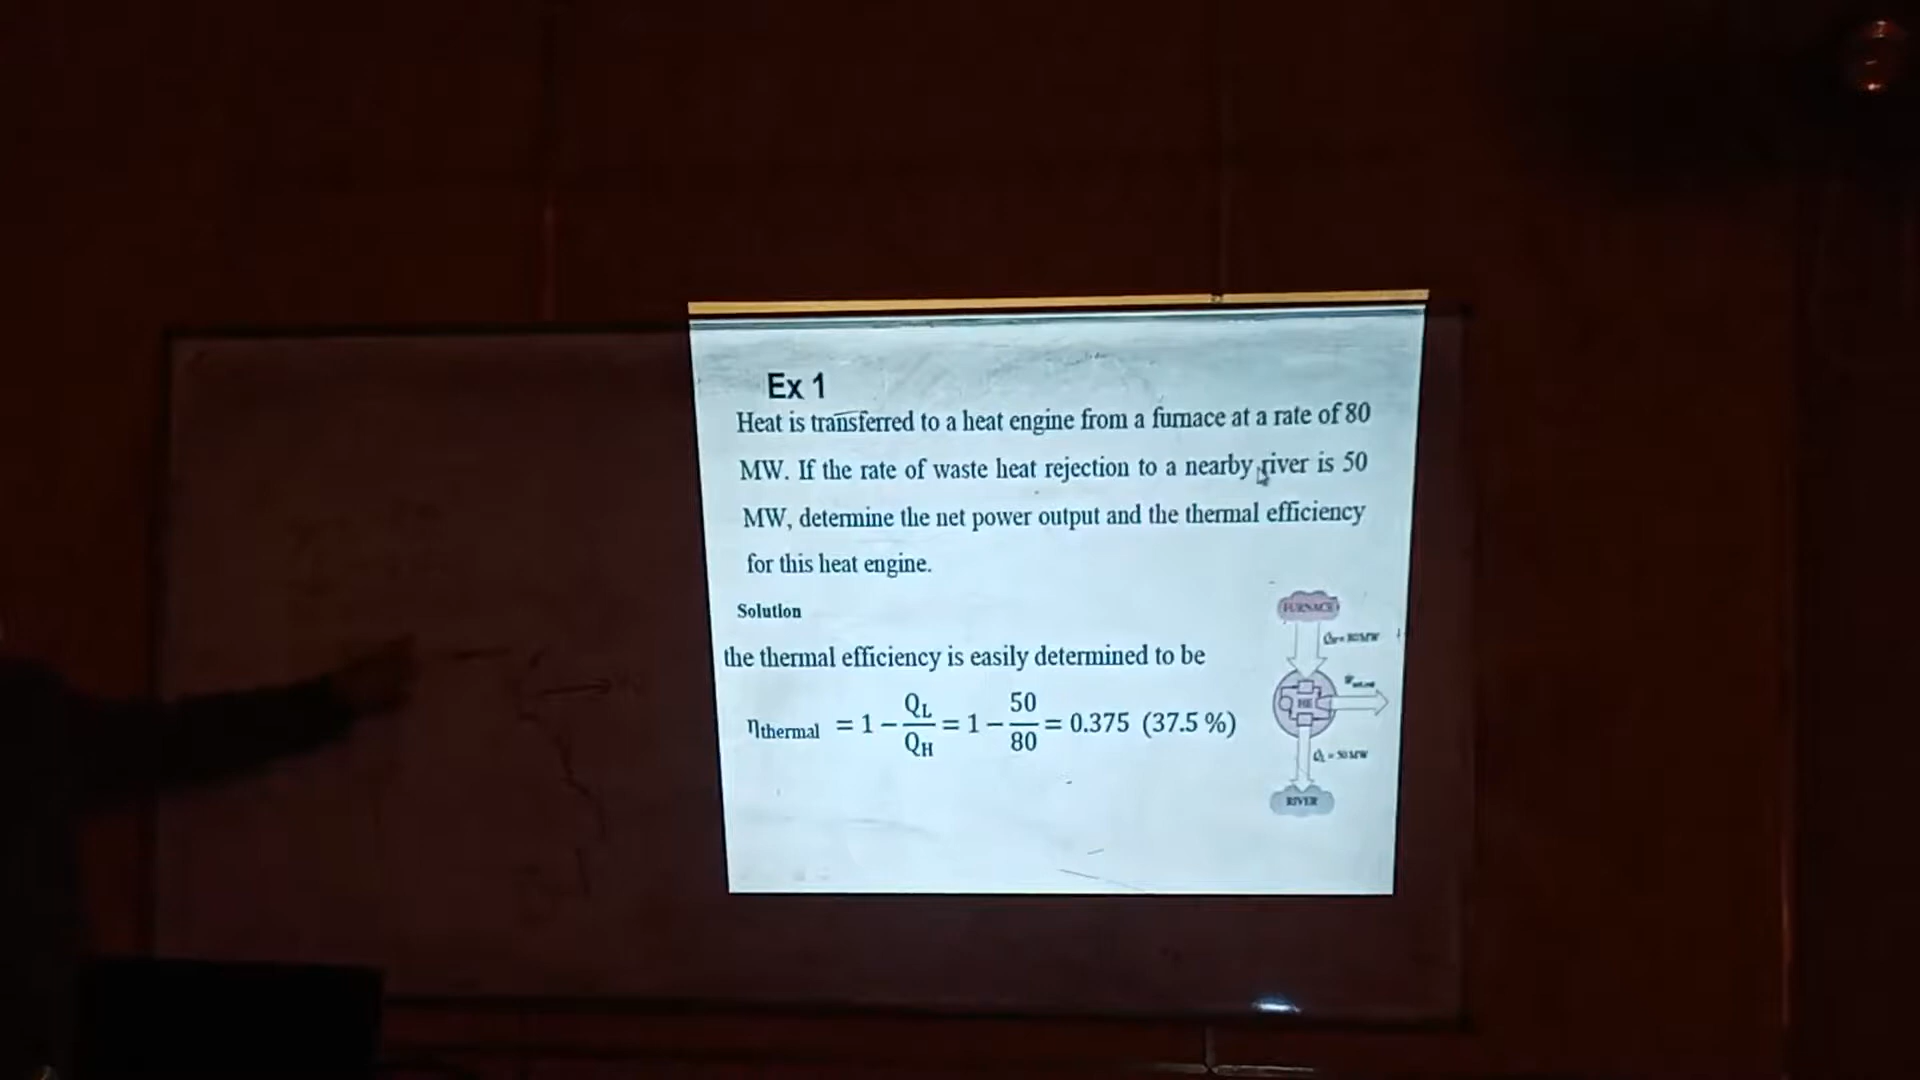 Ex 1
Heat is transferred to a heat engine from a furnace at a rate of 80
MW. If the rate of waste heat rejection to a nearby river is 50
MW, determine the net power output and the thermal efficiency
for this heat engine.
Solution
the thermal efficiency is easily determined to be
ηthermal = 1 − QL/QH = 1 − 50/80 = 0.375 (37.5 %)
FURNACE
HE
RIVER